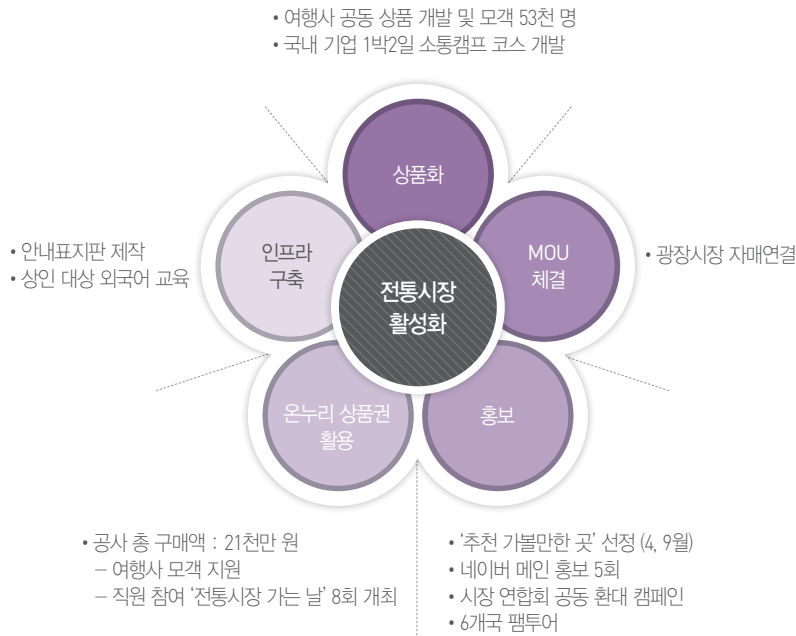 • 여행사 공동 상품 개발 및 모객 53천 명
• 국내 기업 1박2일 소통캠프 코스 개발
상품화
• 안내표지판 제작
• 상인 대상 외국어 교육
인프라
구축
전통시장
활성화
MOU
체결
• 광장시장 자매연결
온누리 상품권
활용
홍보
• 공사 총 구매액 : 21천만 원
– 여행사 모객 지원
– 직원 참여 ‘전통시장 가는 날’ 8회 개최
• ‘추천 가볼만한 곳’ 선정 (4, 9월)
• 네이버 메인 홍보 5회
• 시장 연합회 공동 환대 캠페인
• 6개국 팸투어